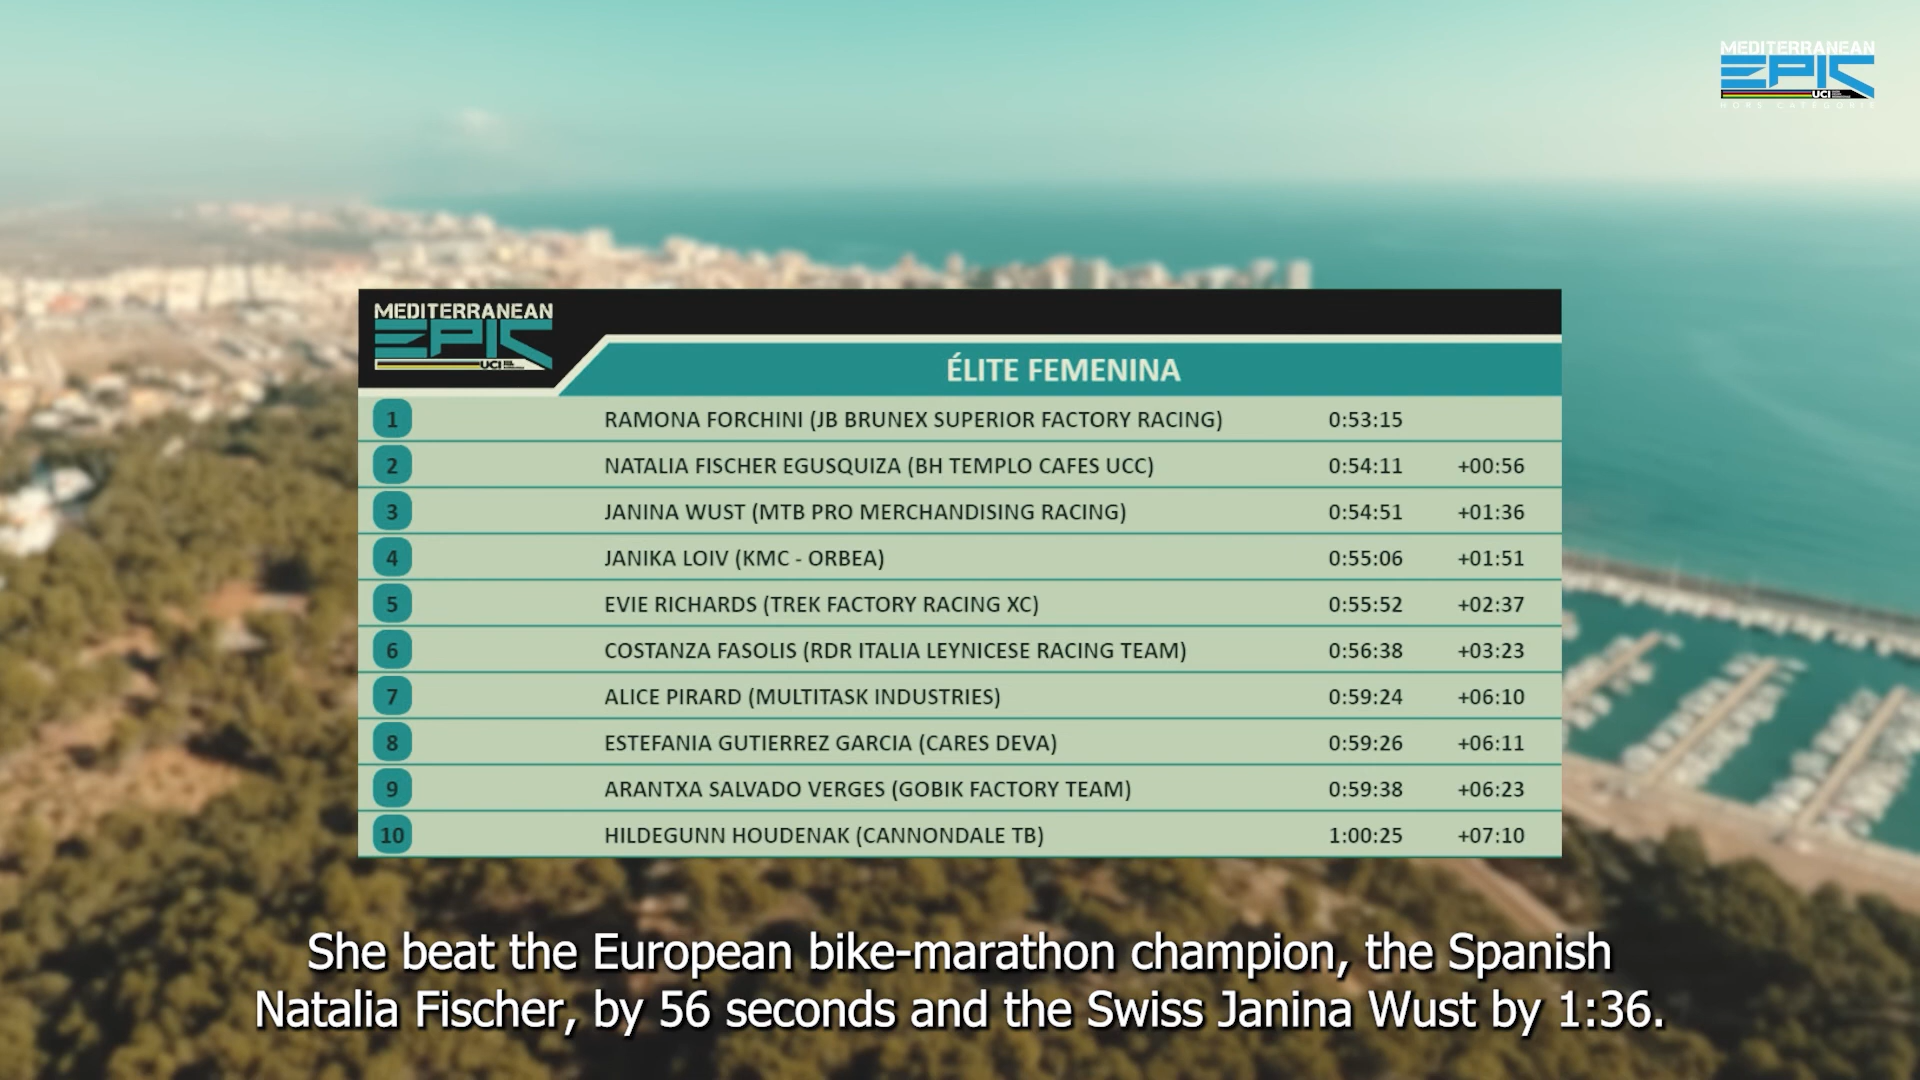 MEDITERRANEAN
EPIC
UCI
HORS CATEGORIE
MEDITERRANEAN
EPIC
UCI
ÉLITE FEMENINA
1 RAMONA FORCHINI (JB BRUNEX SUPERIOR FACTORY RACING) 0:53:15
2 NATALIA FISCHER EGUSQUIZA (BH TEMPLO CAFES UCC) 0:54:11 +00:56
3 JANINA WUST (MTB PRO MERCHANDISING RACING) 0:54:51 +01:36
4 JANIKA LOIV (KMC - ORBEA) 0:55:06 +01:51
5 EVIE RICHARDS (TREK FACTORY RACING XC) 0:55:52 +02:37
6 COSTANZA FASOLIS (RDR ITALIA LEYNICESE RACING TEAM) 0:56:38 +03:23
7 ALICE PIRARD (MULTITASK INDUSTRIES) 0:59:24 +06:10
8 ESTEFANIA GUTIERREZ GARCIA (CARES DEVA) 0:59:26 +06:11
9 ARANTXA SALVADO VERGES (GOBIK FACTORY TEAM) 0:59:38 +06:23
10 HILDEGUNN HOUDENAK (CANNONDALE TB) 1:00:25 +07:10
She beat the European bike-marathon champion, the Spanish
Natalia Fischer, by 56 seconds and the Swiss Janina Wust by 1:36.